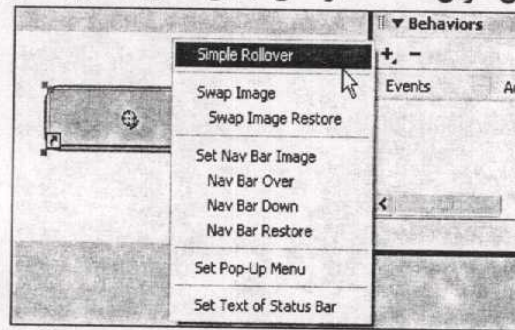 Simple Rollover
Swap Image
Swap Image Restore
Set Nav Bar Image
Nav Bar Over
Nav Bar Down
Nav Bar Restore
Set Pop-Up Menu
Set Text of Status Bar
Behaviors
Events